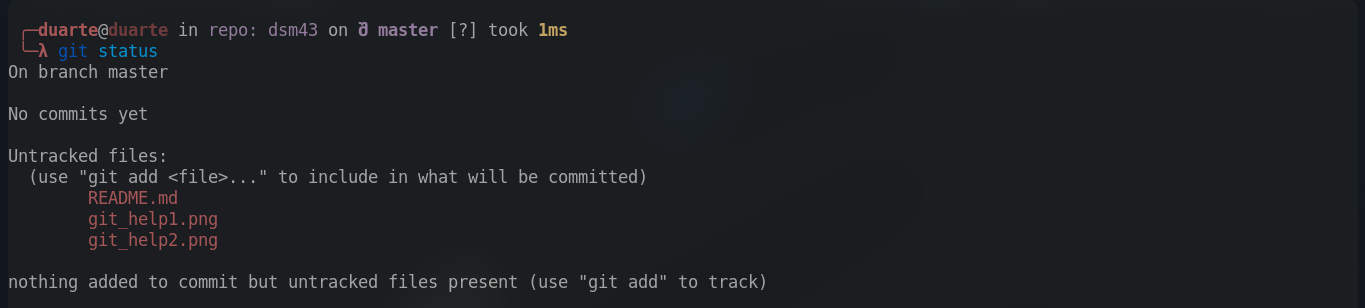 ╭─duarte@duarte in repo: dsm43 on  master [?] took 1ms
╰─λ git status
On branch master
No commits yet
Untracked files:
(use "git add <file>..." to include in what will be committed)
README.md
git_help1.png
git_help2.png
nothing added to commit but untracked files present (use "git add" to track)